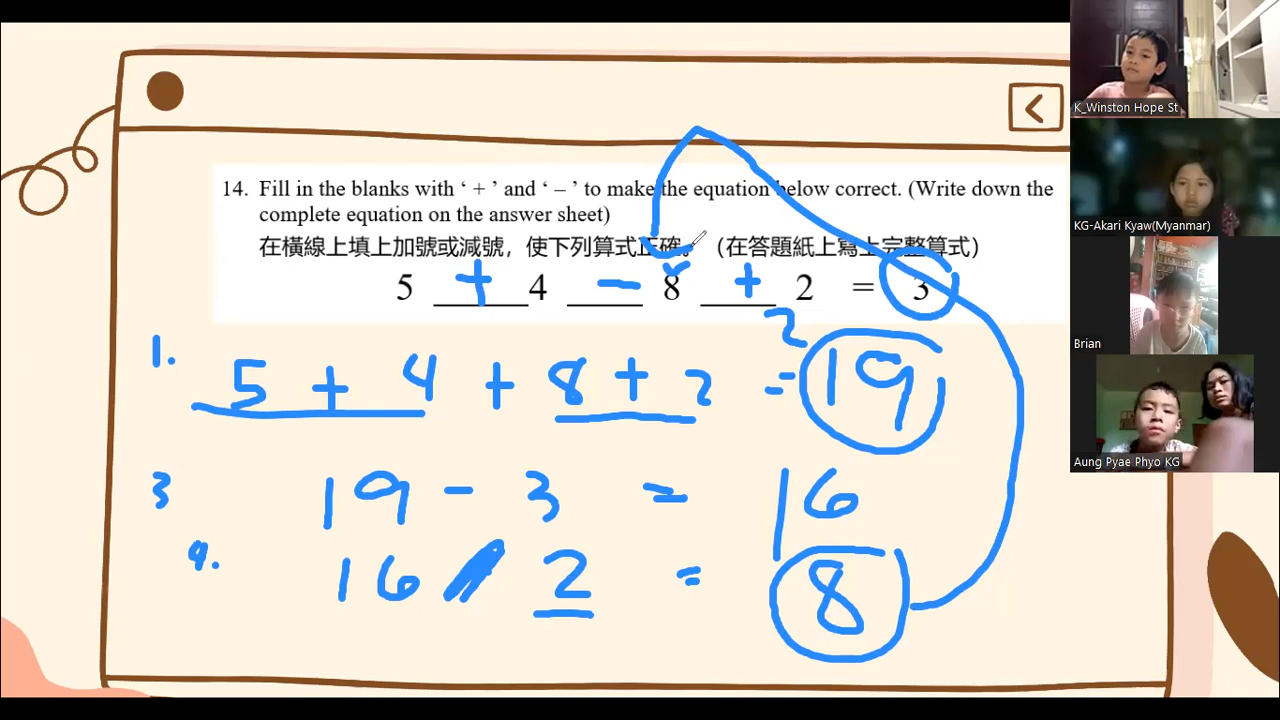 14. Fill in the blanks with ‘ + ’ and ‘ – ’ to make the equation below correct. (Write down the
complete equation on the answer sheet)
在橫線上填上加號或減號，使下列算式正確。（在答題紙上寫上完整算式）
5 + 4 – 8 + 2 = 3
2
1. 5 + 4 + 8 + 2 = 19
3 19 - 3 = 16
4. 16 / 2 = 8
K_Winston Hope St
KG-Akari Kyaw(Myanmar)
Brian
Aung Pyae Phyo KG